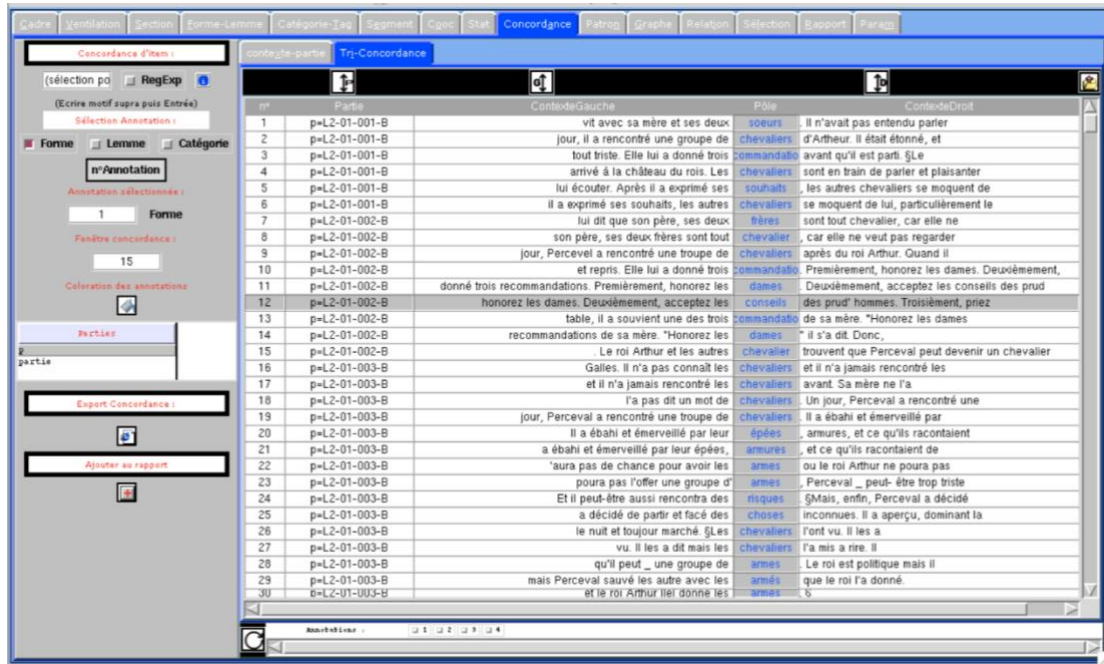 Cadre Ventilation Section Forme-Lemme Catégorie-Tag Segment Cooc Stat Concordance Patron Graphe Relation Sélection Rapport Param
Concordance d'item :
contexte-partie Tri-Concordance
(sélection po RegExp
(Ecrire motif supra puis Entrée)
Sélection Annotation :
Forme Lemme Catégorie
n°Annotation
Annotation sélectionnée :
1 Forme
Fenêtre concordance :
15
Coloration des annotations
Parties
p
partie
Export Concordance :
Ajouter au rapport
n° Partie ContexteGauche Pôle ContexteDroit
1 p=L2-01-001-B vit avec sa mère et ses deux soeurs . Il n'avait pas entendu parler
2 p=L2-01-001-B jour, il a rencontré une groupe de chevaliers d'Artheur. Il était étonné, et
3 p=L2-01-001-B tout triste. Elle lui a donné trois commandatio avant qu'il est parti. §Le
4 p=L2-01-001-B arrivé á la château du rois. Les chevaliers sont en train de parler et plaisanter
5 p=L2-01-001-B lui écouter. Après il a exprimé ses souhaits , les autres chevaliers se moquent de
6 p=L2-01-001-B il a exprimé ses souhaits, les autres chevaliers se moquent de lui, particulièrement le
7 p=L2-01-002-B lui dit que son père, ses deux frères sont tout chevalier, car elle ne
8 p=L2-01-002-B son père, ses deux frères sont tout chevalier , car elle ne veut pas regarder
9 p=L2-01-002-B jour, Percevel a rencontré une troupe de chevaliers après du roi Arthur. Quand il
10 p=L2-01-002-B et repris. Elle lui a donné trois commandatio . Premièrement, honorez les dames. Deuxièmement,
11 p=L2-01-002-B donné trois recommandations. Premièrement, honorez les dames . Deuxièmement, acceptez les conseils des prud
12 p=L2-01-002-B honorez les dames. Deuxièmement, acceptez les conseils des prud' hommes. Troisièment, priez
13 p=L2-01-002-B table, il a souvient une des trois commandatio de sa mère. "Honorez les dames
14 p=L2-01-002-B recommandations de sa mère. "Honorez les dames " il s'a dit. Donc,
15 p=L2-01-002-B . Le roi Arthur et les autres chevalier trouvent que Perceval peut devenir un chevalier
16 p=L2-01-003-B Galles. Il n'a pas connaît les chevaliers et il n'a jamais rencontré les
17 p=L2-01-003-B et il n'a jamais rencontré les chevaliers avant. Sa mère ne l'a
18 p=L2-01-003-B l'a pas dit un mot de chevaliers . Un jour, Perceval a rencontré une
19 p=L2-01-003-B jour, Perceval a rencontré une troupe de chevaliers . Il a ébahi et émerveillé par
20 p=L2-01-003-B Il a ébahi et émerveillé par leur épées , armures, et ce qu'ils racontaient
21 p=L2-01-003-B a ébahi et émerveillé par leur épées, armures , et ce qu'ils racontaient de
22 p=L2-01-003-B 'aura pas de chance pour avoir les armes ou le roi Arthur ne poura pas
23 p=L2-01-003-B poura pas l'offer une groupe d' armes , Perceval _ peut- être trop triste
24 p=L2-01-003-B Et il peut-être aussi rencontra des risques . §Mais, enfin, Perceval a décidé
25 p=L2-01-003-B a décidé de partir et facé des choses inconnues. Il a aperçu, dominant la
26 p=L2-01-003-B le nuit et toujour marché. §Les chevaliers l'ont vu. Il les a
27 p=L2-01-003-B vu. Il les a dit mais les chevaliers l'a mis a rire. Il
28 p=L2-01-003-B qu'il peut _ une groupe de armes . Le roi est politique mais il
29 p=L2-01-003-B mais Perceval sauvé les autre avec les armés que le roi l'a donné.
30 p=L2-01-003-B et le roi Arthur donné les armes
Annotations : 1 2 3 4